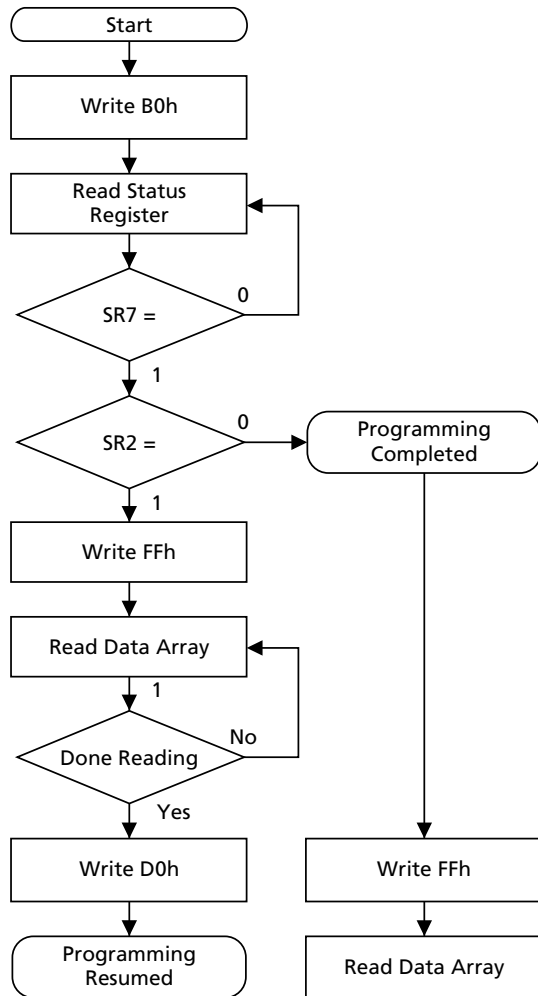 Start
Write B0h
Read Status
Register
SR7 =
0
1
SR2 =
0
Programming
Completed
1
Write FFh
Read Data Array
1
Done Reading
No
Yes
Write D0h
Write FFh
Programming
Resumed
Read Data Array